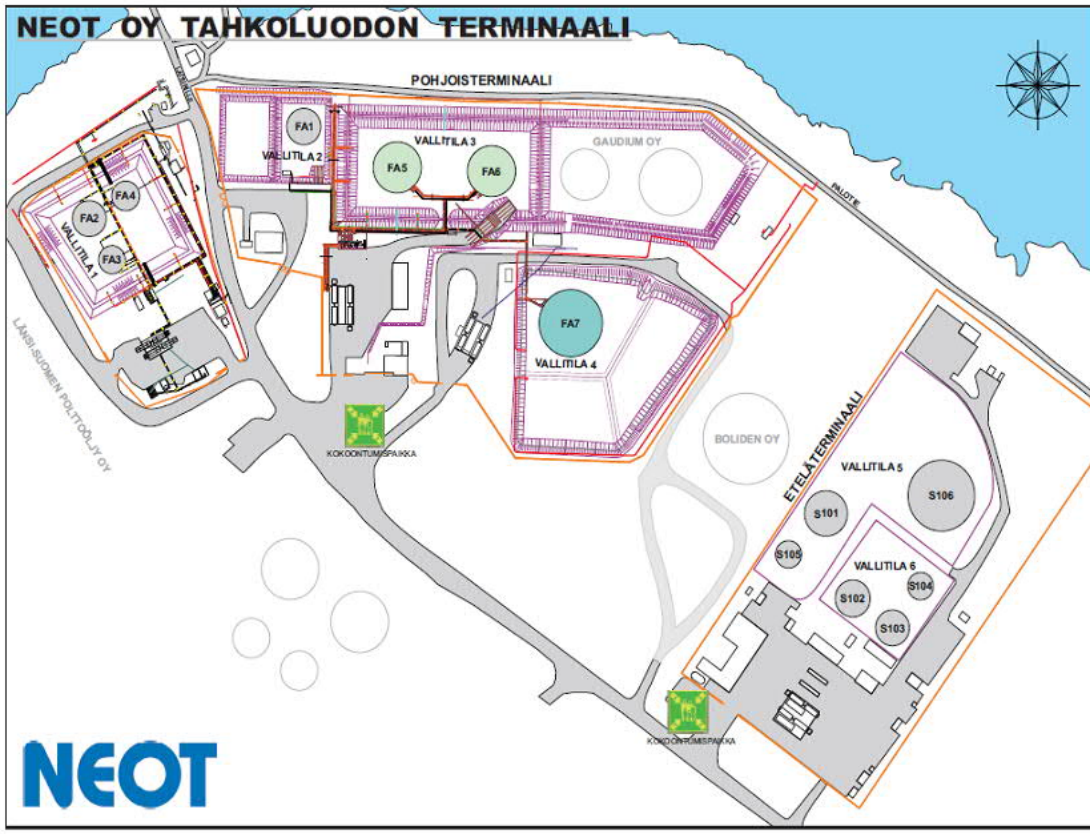 NEOT OY TAHKOLUODON TERMINAALI
POHJOISTERMINAALI
FA1
VALLITILA 2
VALLITILA 3
FA5
FA6
GAUDIUM OY
PALOTIE
FA4
FA2
FA3
VALLITILA 1
LÄNSI-SUOMEN POLTTOÖLJY OY
FA7
VALLITILA 4
KOKOONTUMISPAIKKA
BOLIDEN OY
ETELÄTERMINAALI
VALLITILA 5
S106
S101
S105
VALLITILA 6
S104
S102
S103
KOKOONTUMISPAIKKA
NEOT